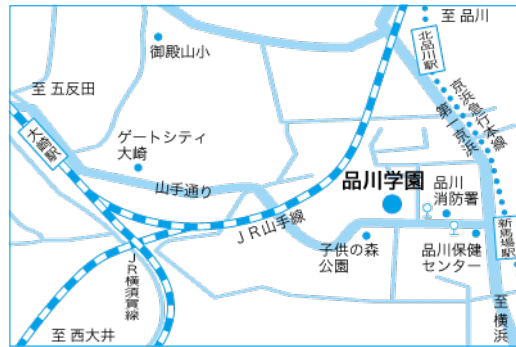 至 品川
北品川駅
御殿山小
京浜急行本線
第一京浜
至 五反田
大崎駅
ゲートシティ
大崎
山手通り
品川学園
品川
消防署
JR山手線
新馬場駅
子供の森
公園
品川保健
センター
JR横須賀線
至 横浜
至 西大井